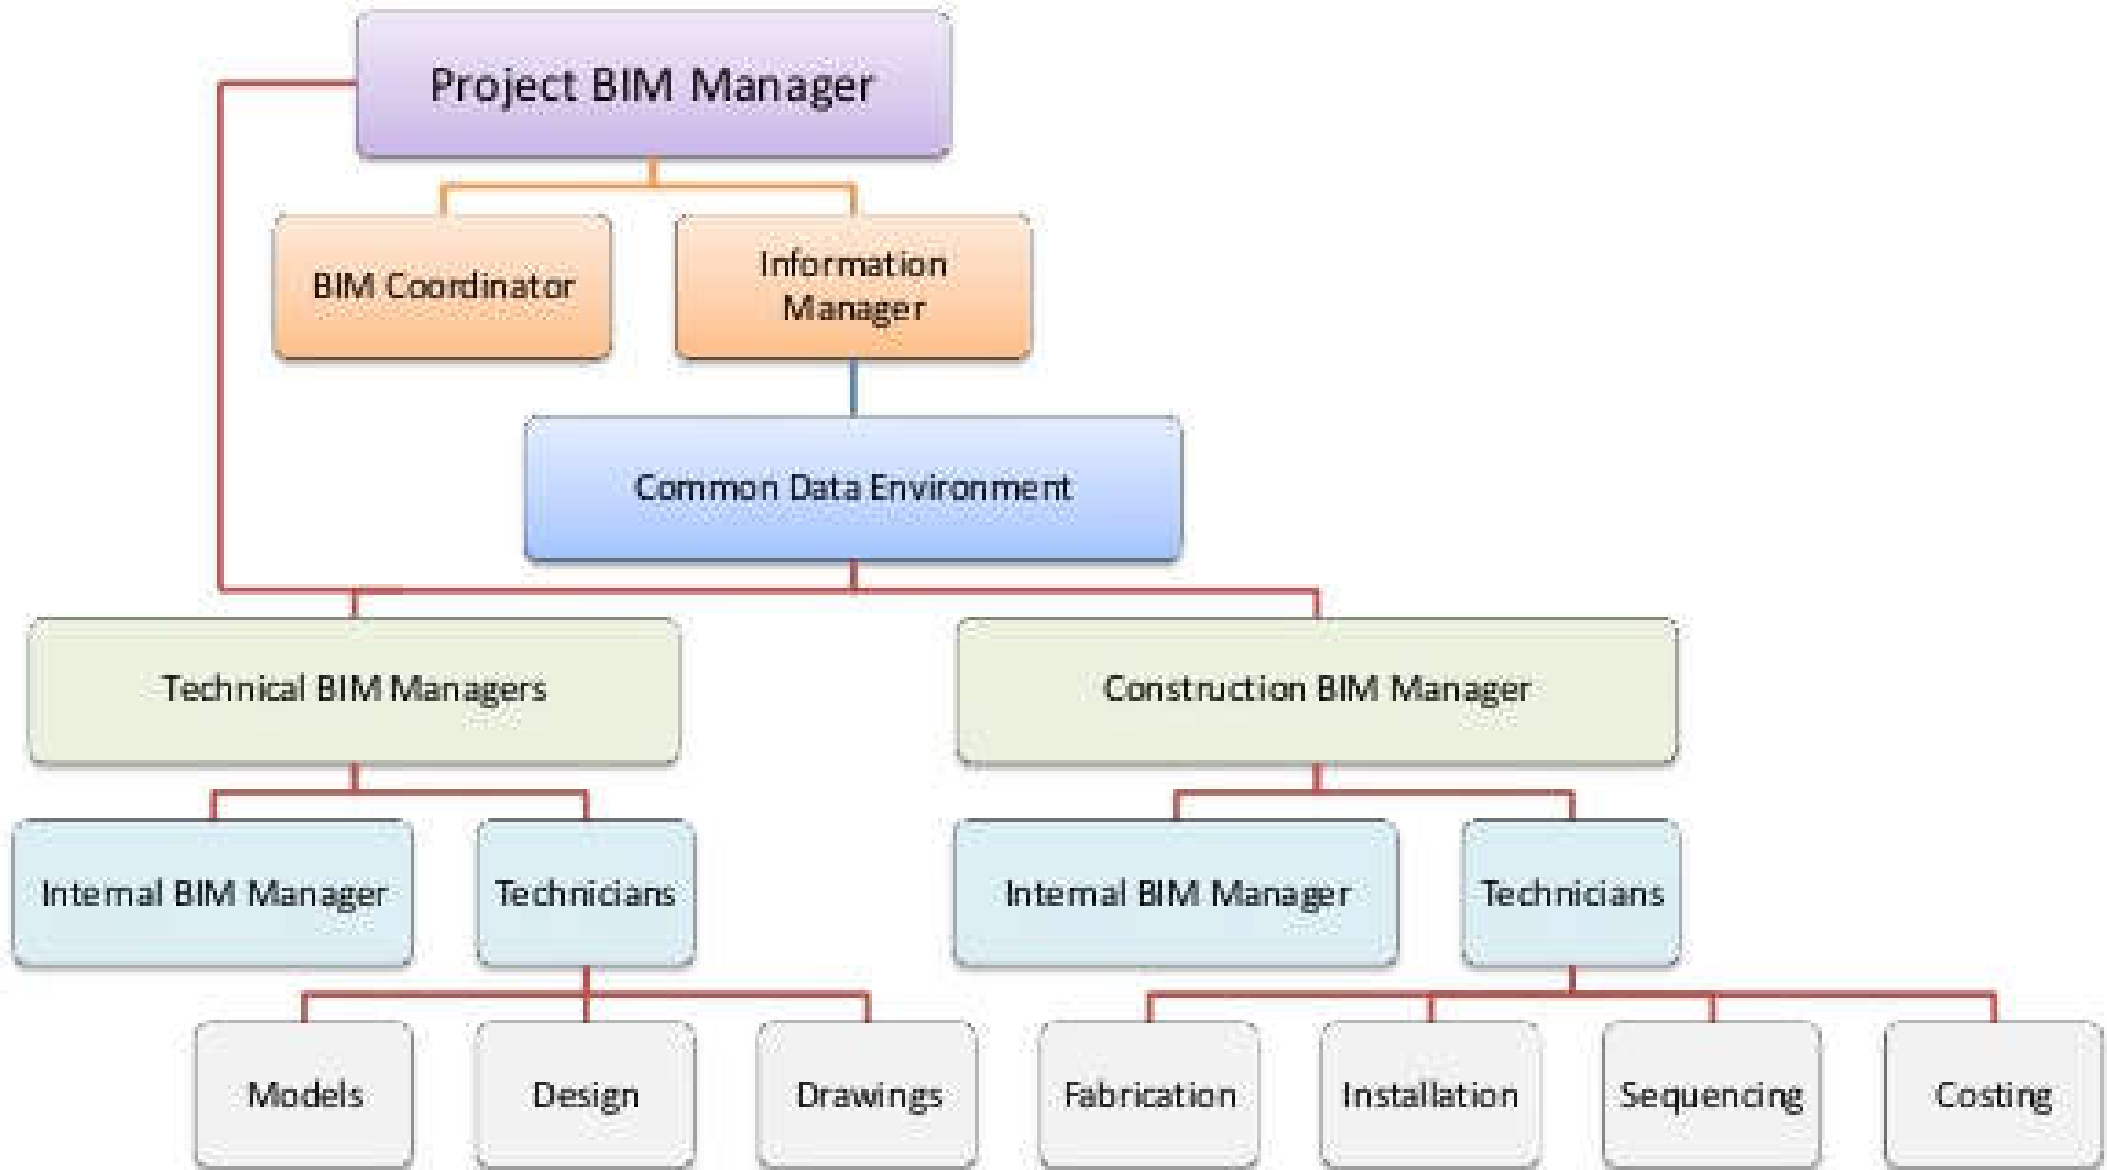 Project BIM Manager
BIM Coordinator
Information
Manager
Common Data Environment
Technical BIM Managers
Construction BIM Manager
Internal BIM Manager
Technicians
Internal BIM Manager
Technicians
Models
Design
Drawings
Fabrication
Installation
Sequencing
Costing